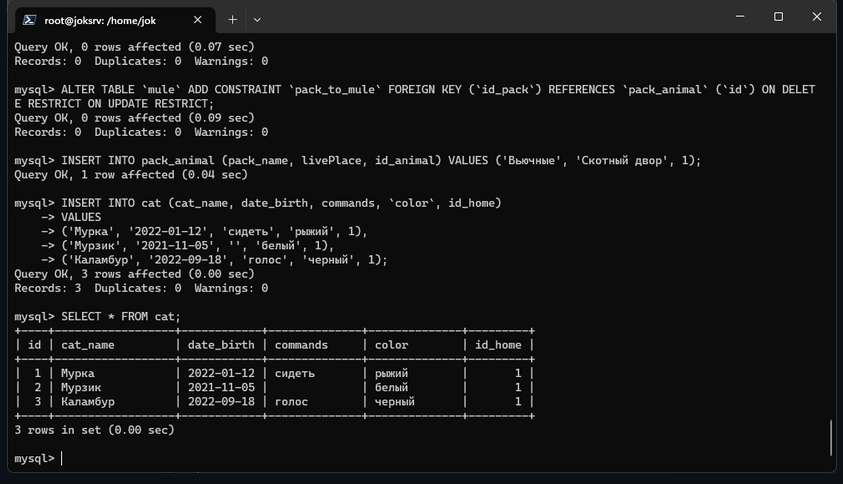 root@joksrv: /home/jok
Query OK, 0 rows affected (0.07 sec)
Records: 0  Duplicates: 0  Warnings: 0
mysql> ALTER TABLE `mule` ADD CONSTRAINT `pack_to_mule` FOREIGN KEY (`id_pack`) REFERENCES `pack_animal` (`id`) ON DELET
E RESTRICT ON UPDATE RESTRICT;
Query OK, 0 rows affected (0.09 sec)
Records: 0  Duplicates: 0  Warnings: 0
mysql> INSERT INTO pack_animal (pack_name, livePlace, id_animal) VALUES ('Вьючные', 'Скотный двор', 1);
Query OK, 1 row affected (0.04 sec)
mysql> INSERT INTO cat (cat_name, date_birth, commands, `color`, id_home)
    -> VALUES
    -> ('Мурка', '2022-01-12', 'сидеть', 'рыжий', 1),
    -> ('Мурзик', '2021-11-05', '', 'белый', 1),
    -> ('Каламбур', '2022-09-18', 'голос', 'черный', 1);
Query OK, 3 rows affected (0.00 sec)
Records: 3  Duplicates: 0  Warnings: 0
mysql> SELECT * FROM cat;
+----+-----------------+------------+-------------+-------------+---------+
| id | cat_name        | date_birth | commands    | color       | id_home |
+----+-----------------+------------+-------------+-------------+---------+
|  1 | Мурка           | 2022-01-12 | сидеть      | рыжий       |       1 |
|  2 | Мурзик          | 2021-11-05 |             | белый       |       1 |
|  3 | Каламбур        | 2022-09-18 | голос       | черный      |       1 |
+----+-----------------+------------+-------------+-------------+---------+
3 rows in set (0.00 sec)
mysql>